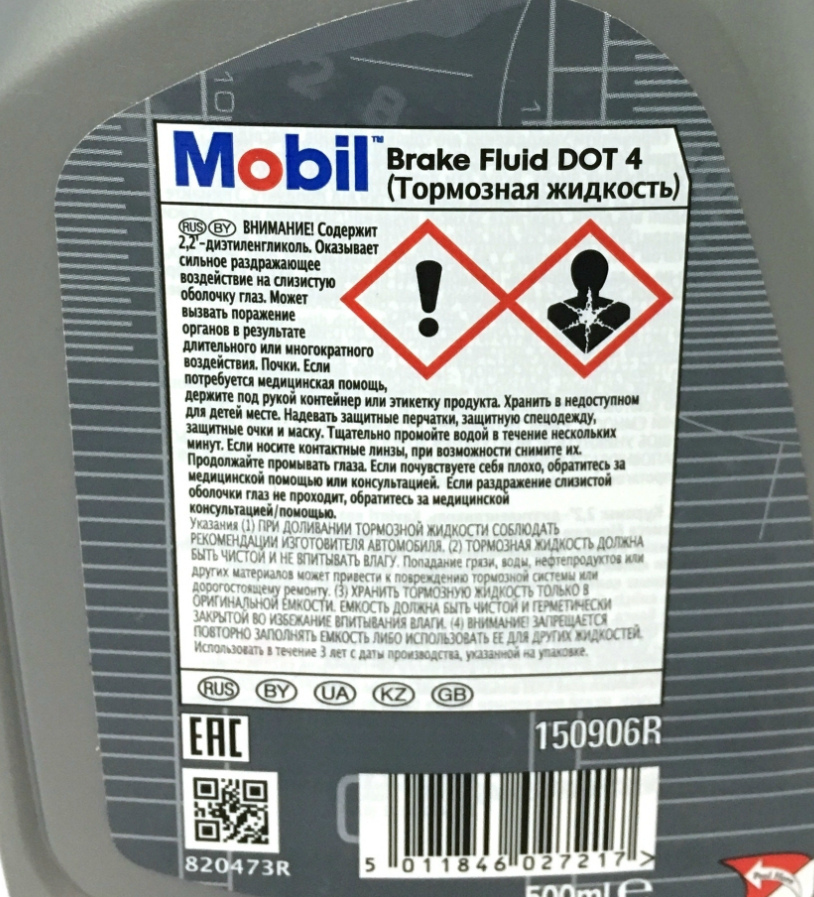 10
2 8
1
Mobil™
Brake Fluid DOT 4
(Тормозная жидкость)
RUS BY ВНИМАНИЕ! Содержит
2,2'-диэтиленгликоль. Оказывает
сильное раздражающее
воздействие на слизистую
оболочку глаз. Может
вызвать поражение
органов в результате
длительного или многократного
воздействия. Почки. Если
потребуется медицинская помощь,
держите под рукой контейнер или этикетку продукта. Хранить в недоступном
для детей месте. Надевать защитные перчатки, защитную спецодежду,
защитные очки и маску. Тщательно промойте водой в течение нескольких
минут. Если носите контактные линзы, при возможности снимите их.
Продолжайте промывать глаза. Если почувствуете себя плохо, обратитесь за
медицинской помощью или консультацией. Если раздражение слизистой
оболочки глаз не проходит, обратитесь за медицинской
консультацией/помощью.
Указания (1) ПРИ ДОЛИВАНИИ ТОРМОЗНОЙ ЖИДКОСТИ СОБЛЮДАТЬ
РЕКОМЕНДАЦИИ ИЗГОТОВИТЕЛЯ АВТОМОБИЛЯ. (2) ТОРМОЗНАЯ ЖИДКОСТЬ ДОЛЖНА
БЫТЬ ЧИСТОЙ И НЕ ВПИТЫВАТЬ ВЛАГУ. Попадание грязи, воды, нефтепродуктов или
других материалов может привести к повреждению тормозной системы или
дорогостоящему ремонту. (3) ХРАНИТЬ ТОРМОЗНУЮ ЖИДКОСТЬ ТОЛЬКО В
ОРИГИНАЛЬНОЙ ЕМКОСТИ. ЕМКОСТЬ ДОЛЖНА БЫТЬ ЧИСТОЙ И ГЕРМЕТИЧЕСКИ
ЗАКРЫТОЙ ВО ИЗБЕЖАНИЕ ВПИТЫВАНИЯ ВЛАГИ. (4) ВНИМАНИЕ! ЗАПРЕЩАЕТСЯ
ПОВТОРНО ЗАПОЛНЯТЬ ЕМКОСТЬ ЛИБО ИСПОЛЬЗОВАТЬ ЕЕ ДЛЯ ДРУГИХ ЖИДКОСТЕЙ.
Использовать в течение 3 лет с даты производства, указанной на упаковке.
RUS BY UA KZ GB
EAC
150906R
820473R
5 011846 027217 >
500ml e
Peel Here